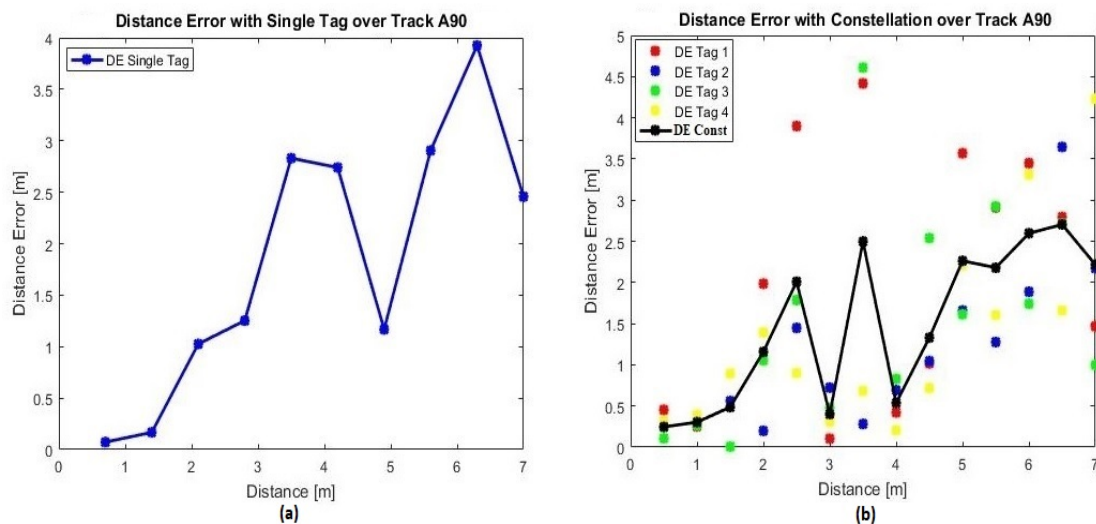 Distance Error with Single Tag over Track A90
DE Single Tag
Distance Error [m]
4
3.5
3
2.5
2
1.5
1
0.5
0
0 1 2 3 4 5 6 7
Distance [m]
(a)
Distance Error with Constellation over Track A90
DE Tag 1
DE Tag 2
DE Tag 3
DE Tag 4
DE Const
Distance Error [m]
5
4.5
4
3.5
3
2.5
2
1.5
1
0.5
0
0 1 2 3 4 5 6 7
Distance [m]
(b)